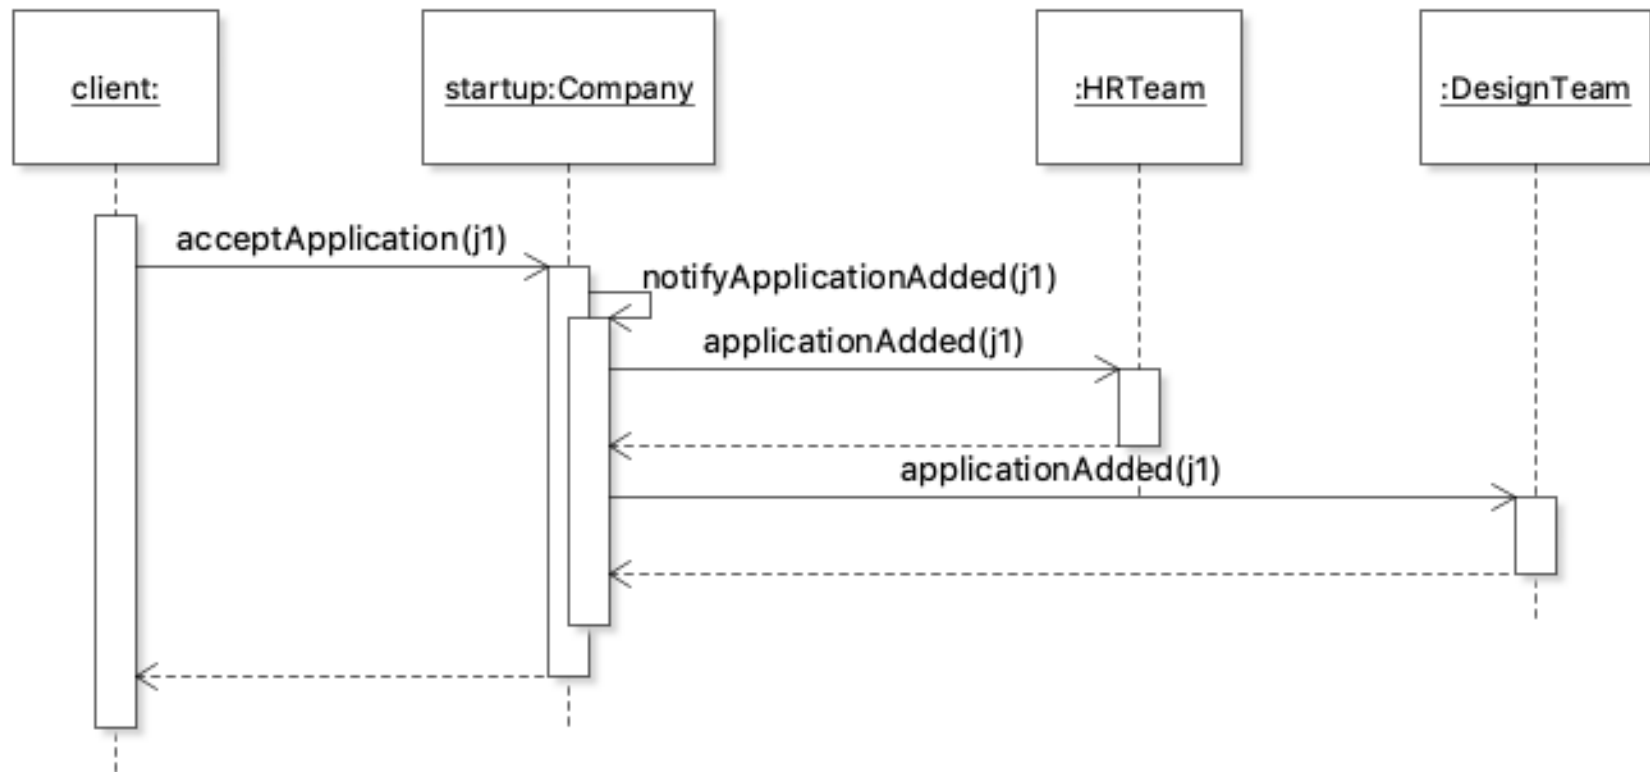 client:
startup:Company
:HRTeam
:DesignTeam
acceptApplication(j1)
notifyApplicationAdded(j1)
applicationAdded(j1)
applicationAdded(j1)